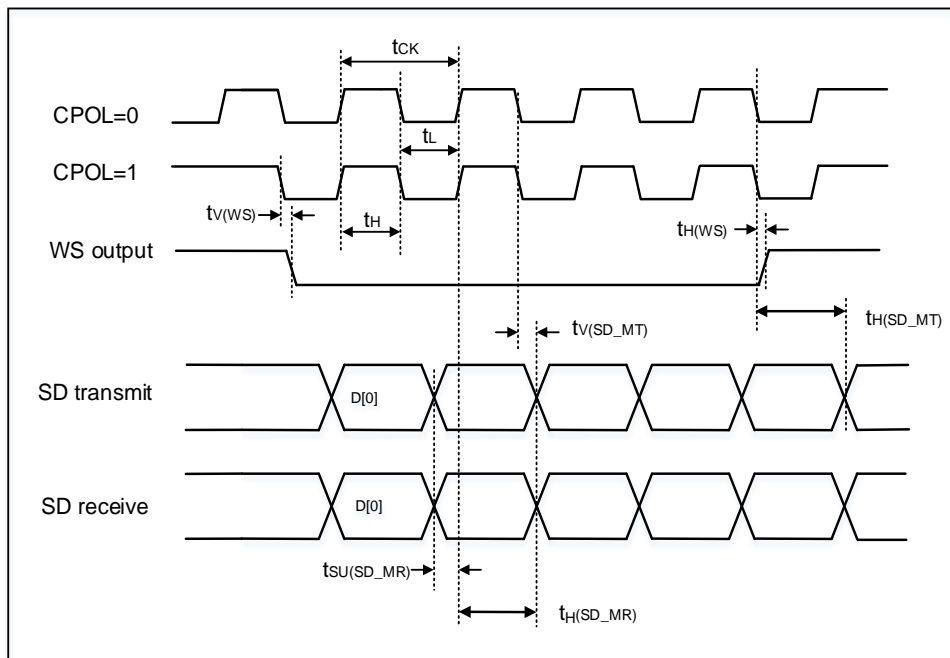 tCK
CPOL=0
tL
CPOL=1
tV(WS)
tH
tH(WS)
WS output
tH(SD_MT)
tV(SD_MT)
SD transmit
D[0]
SD receive
D[0]
tSU(SD_MR)
tH(SD_MR)